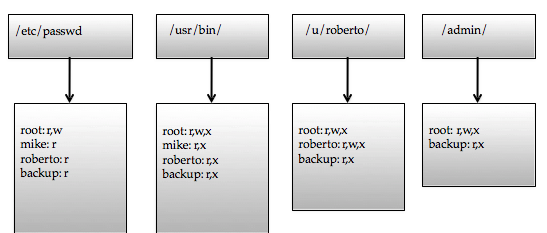 /etc/passwd
/usr/bin/
/u/roberto/
/admin/
root: r,w
mike: r
roberto: r
backup: r
root: r,w,x
mike: r,x
roberto: r,x
backup: r,x
root: r,w,x
roberto: r,w,x
backup: r,x
root: r,w,x
backup: r,x